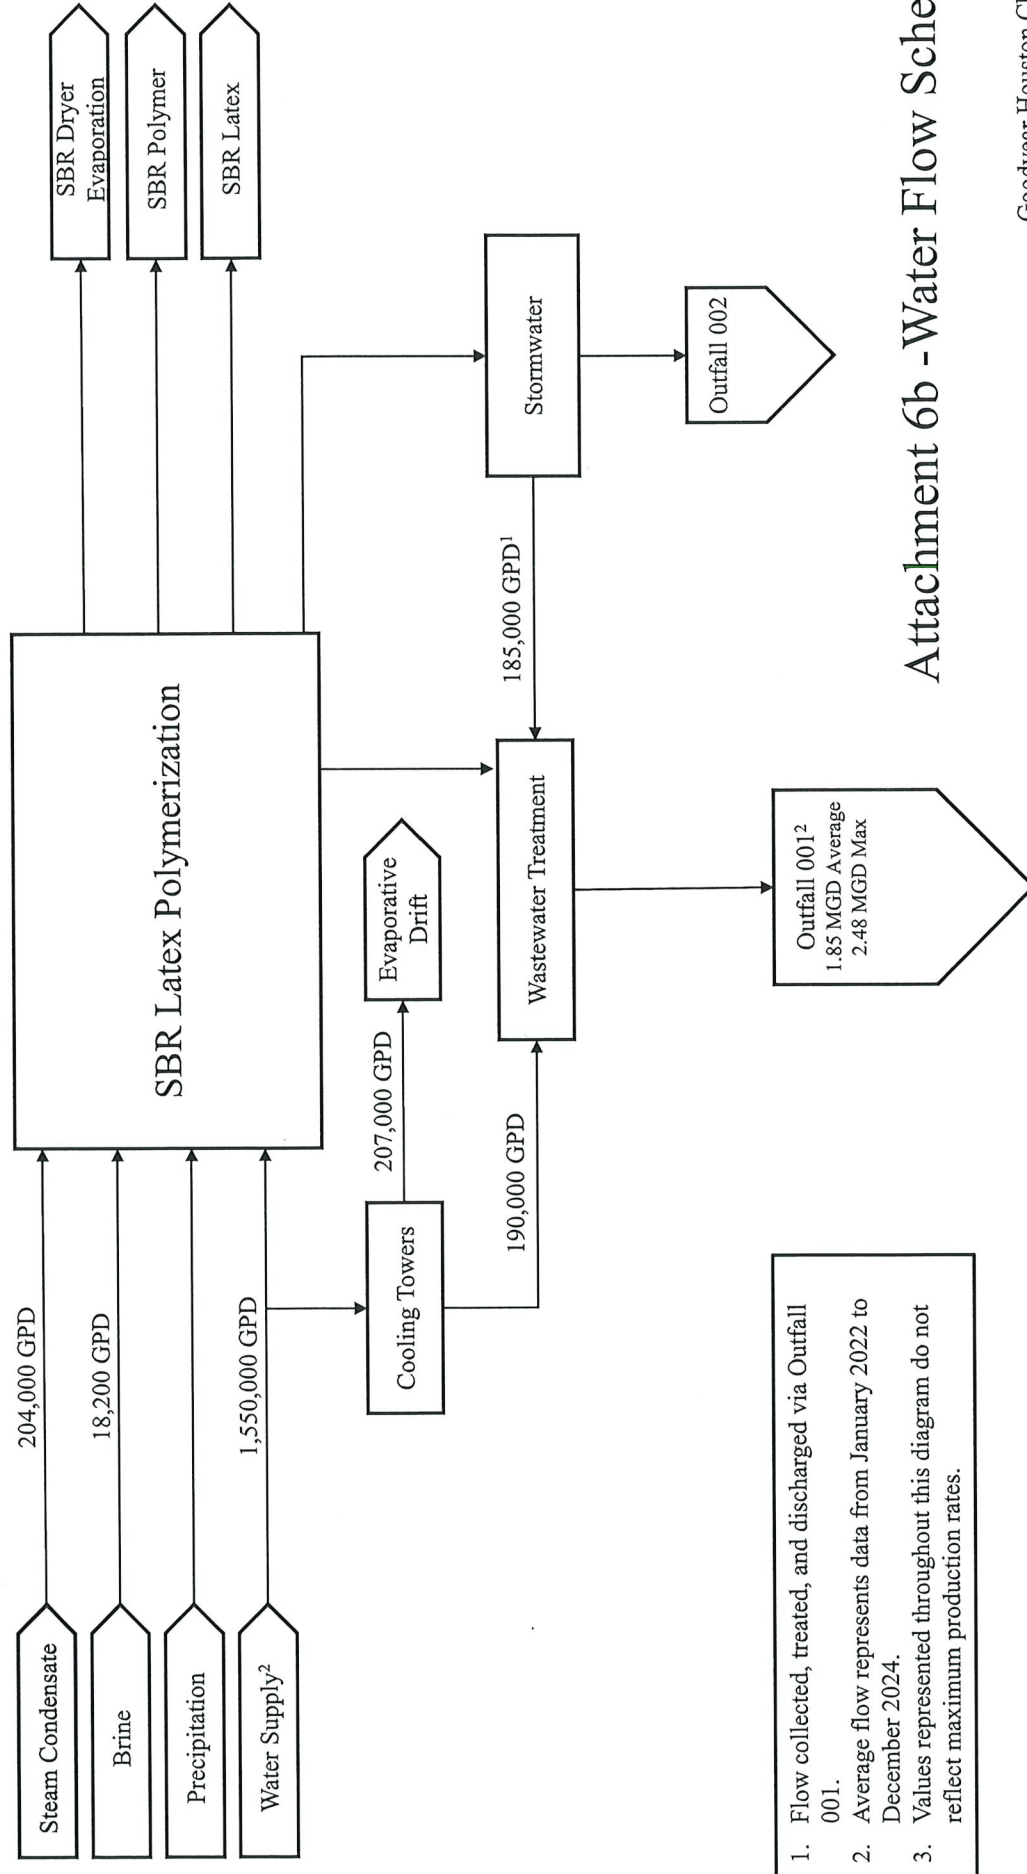 Steam Condensate
Brine
Precipitation
Water Supply²
204,000 GPD
18,200 GPD
1,550,000 GPD
SBR Latex Polymerization
SBR Dryer
Evaporation
SBR Polymer
SBR Latex
Cooling Towers
207,000 GPD
Evaporative
Drift
190,000 GPD
Wastewater Treatment
185,000 GPD¹
Stormwater
Outfall 001²
1.85 MGD Average
2.48 MGD Max
Outfall 002
1. Flow collected, treated, and discharged via Outfall
001.
2. Average flow represents data from January 2022 to
December 2024.
3. Values represented throughout this diagram do not
reflect maximum production rates.
Attachment 6b - Water Flow Sche
Goodyear Houston C